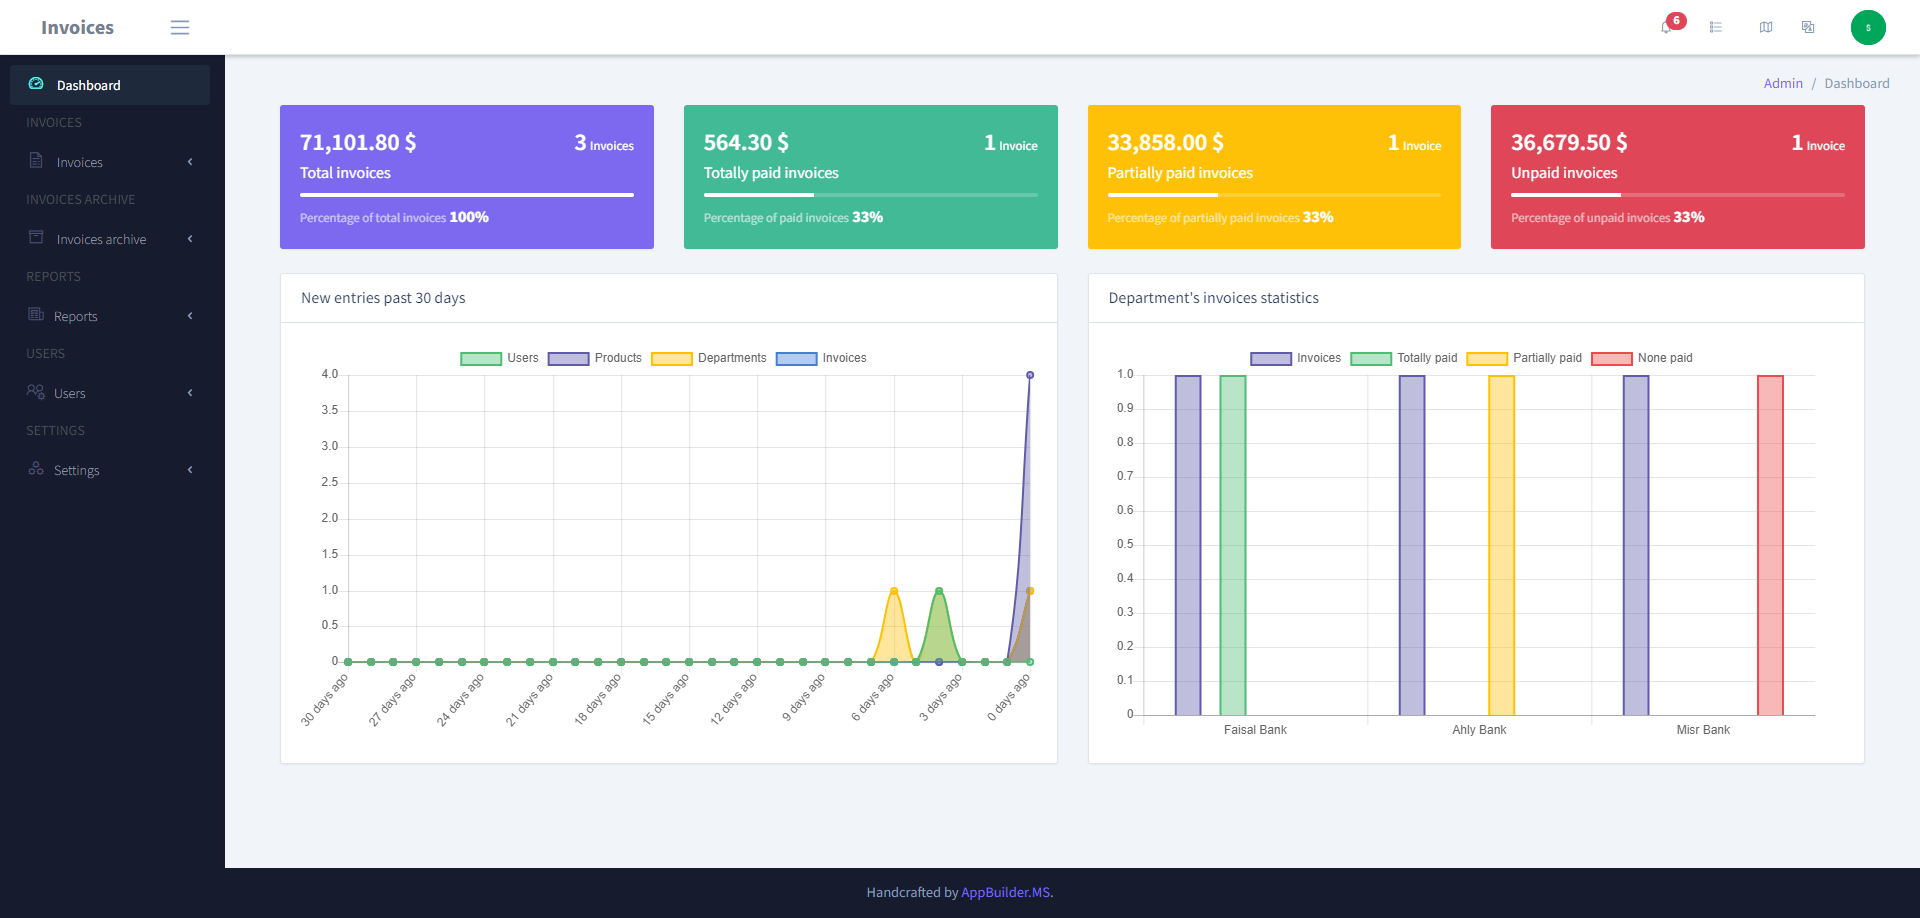 Invoices
6
S
Dashboard
INVOICES
Invoices
INVOICES ARCHIVE
Invoices archive
REPORTS
Reports
USERS
Users
SETTINGS
Settings
Admin / Dashboard
71,101.80 $ 3 Invoices
Total invoices
Percentage of total invoices 100%
564.30 $ 1 Invoice
Totally paid invoices
Percentage of paid invoices 33%
33,858.00 $ 1 Invoice
Partially paid invoices
Percentage of partially paid invoices 33%
36,679.50 $ 1 Invoice
Unpaid invoices
Percentage of unpaid invoices 33%
New entries past 30 days
Users Products Departments Invoices
4.0
3.5
3.0
2.5
2.0
1.5
1.0
0.5
0
30 days ago 27 days ago 24 days ago 21 days ago 18 days ago 15 days ago 12 days ago 9 days ago 6 days ago 3 days ago 0 days ago
Department's invoices statistics
Invoices Totally paid Partially paid None paid
1.0
0.9
0.8
0.7
0.6
0.5
0.4
0.3
0.2
0.1
0
Faisal Bank Ahly Bank Misr Bank
Handcrafted by AppBuilder.MS.